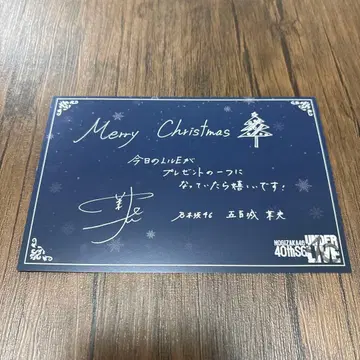 Merry Christmas
今日のLIVEが
プレゼントの一つに
なっていたら嬉しいです!
乃木坂46 五百城 茉央
NOGIZAKA46
40thSG
UNDER
LIVE